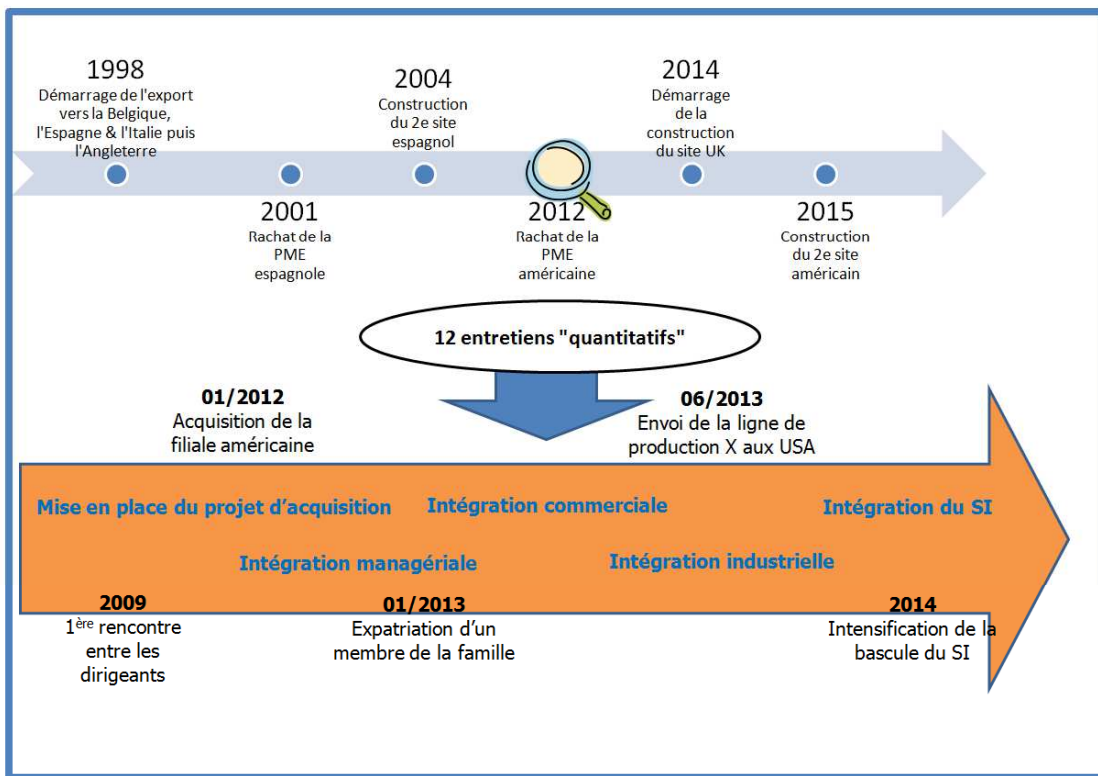 1998
Démarrage de l'export
vers la Belgique,
l'Espagne & l'Italie puis
l'Angleterre
2001
Rachat de la
PME
espagnole
2004
Construction
du 2e site
espagnol
2012
Rachat de la
PME
américaine
2014
Démarrage
de la
construction
du site UK
2015
Construction
du 2e site
américain
12 entretiens "quantitatifs"
01/2012
Acquisition de la
filiale américaine
06/2013
Envoi de la ligne de
production X aux USA
Mise en place du projet d’acquisition
Intégration commerciale
Intégration du SI
Intégration managériale
Intégration industrielle
2009
1ère rencontre
entre les
dirigeants
01/2013
Expatriation d’un
membre de la famille
2014
Intensification de la
bascule du SI